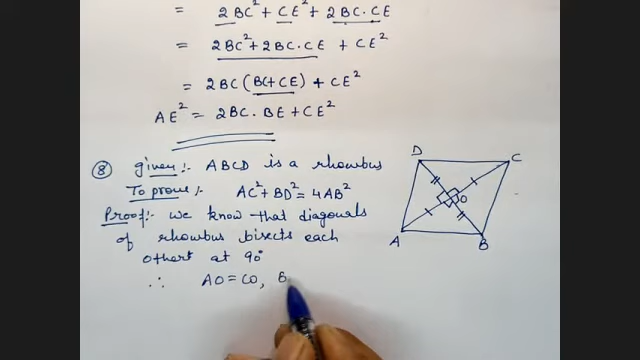 = 2BC² + CE² + 2BC·CE
= 2BC² + 2BC·CE + CE²
= 2BC (BC+CE) + CE²
AE² = 2BC·BE + CE²
⑧ given:- ABCD is a rhombus
To prove:- AC² + BD² = 4AB²
Proof:- we know that diagonals
of rhombus bisects each
othert at 90°
∴ AO = CO, B
D
C
O
A
B